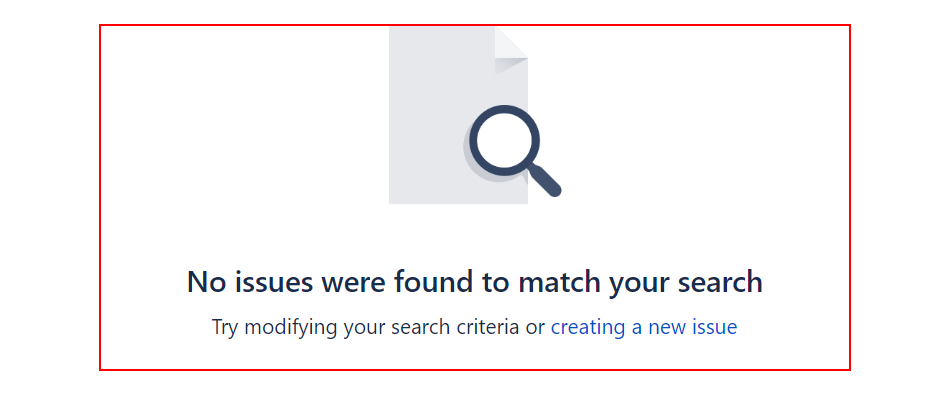 No issues were found to match your search
Try modifying your search criteria or creating a new issue